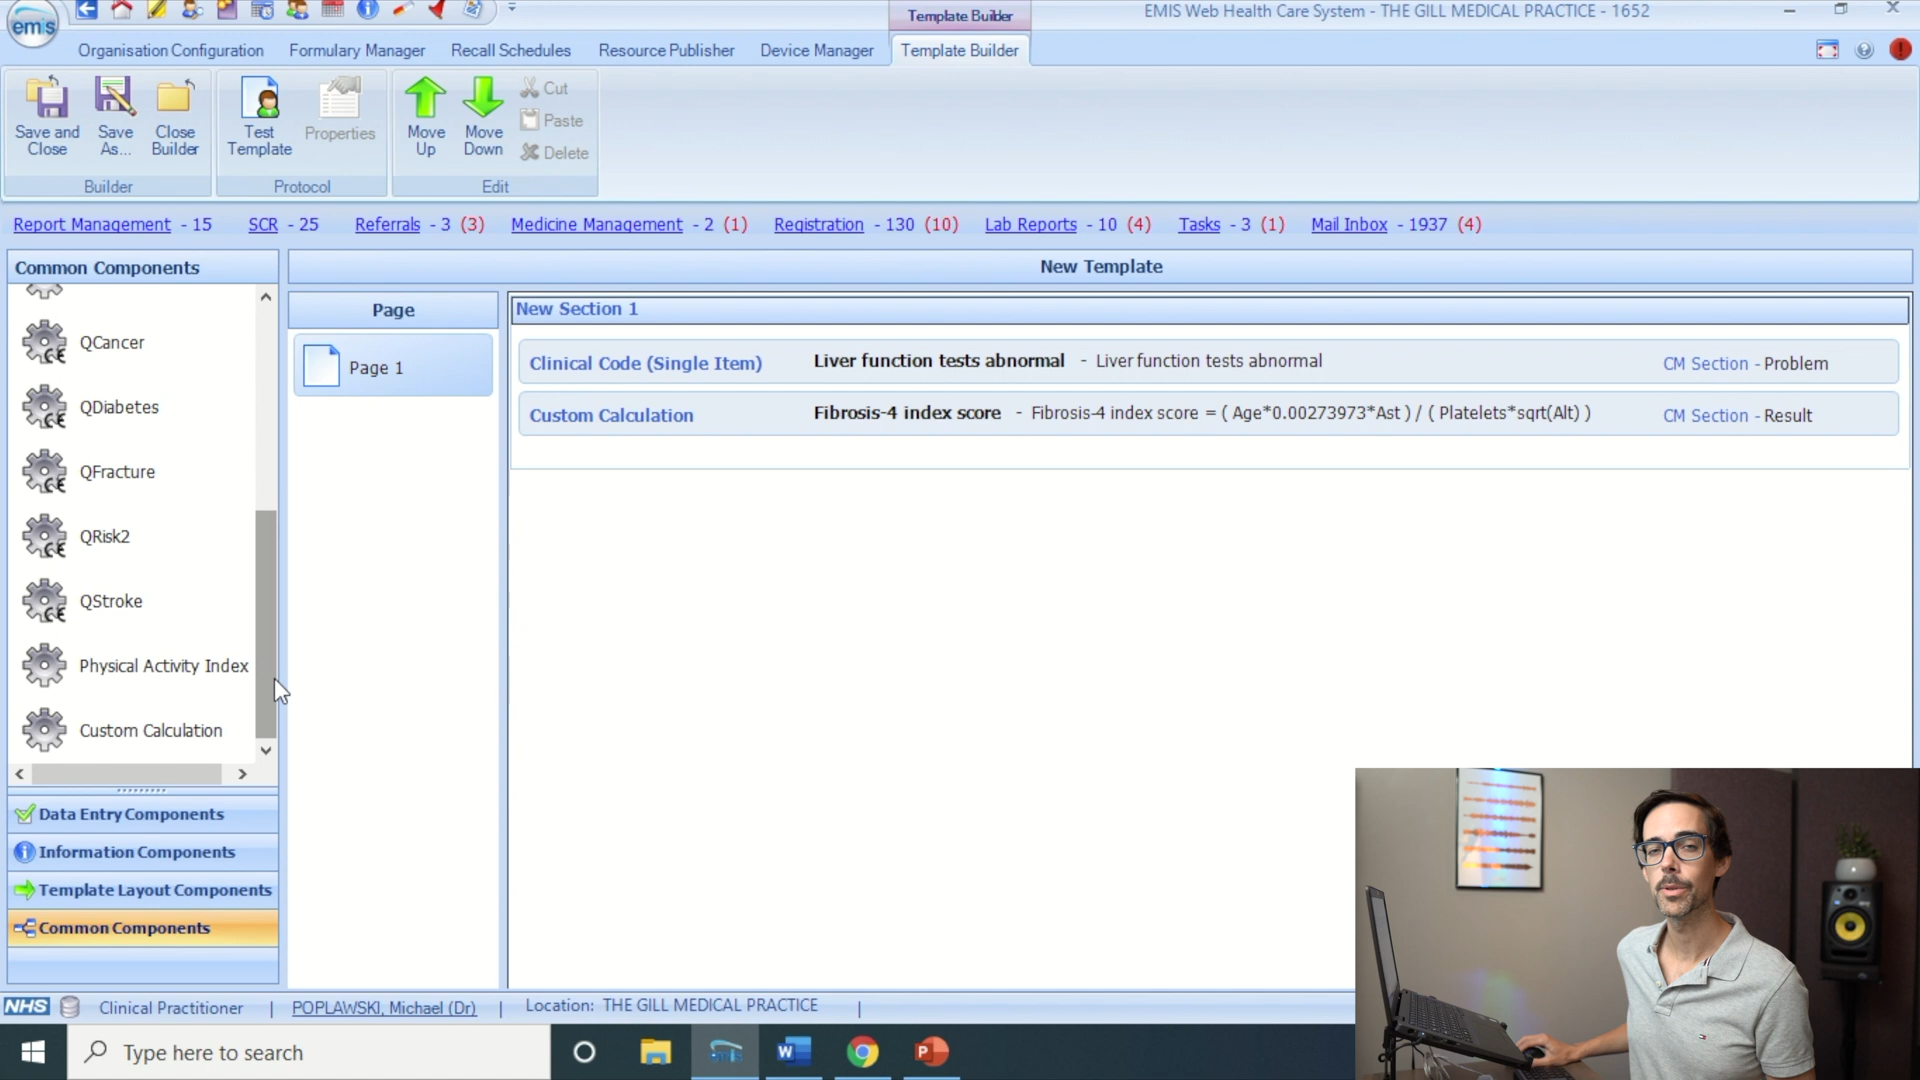 Template Builder
EMIS Web Health Care System - THE GILL MEDICAL PRACTICE - 1652
emis
Organisation Configuration Formulary Manager Recall Schedules Resource Publisher Device Manager Template Builder
Save and Close
Save As...
Close Builder
Test Template
Properties
Move Up
Move Down
Cut
Paste
Delete
Builder Protocol Edit
Report Management - 15 SCR - 25 Referrals - 3 (3) Medicine Management - 2 (1) Registration - 130 (10) Lab Reports - 10 (4) Tasks - 3 (1) Mail Inbox - 1937 (4)
Common Components
New Template
QCancer
QDiabetes
QFracture
QRisk2
QStroke
Physical Activity Index
Custom Calculation
Data Entry Components
Information Components
Template Layout Components
Common Components
Page
Page 1
New Section 1
Clinical Code (Single Item) Liver function tests abnormal - Liver function tests abnormal CM Section - Problem
Custom Calculation Fibrosis-4 index score - Fibrosis-4 index score = ( Age*0.00273973*Ast ) / ( Platelets*sqrt(Alt) ) CM Section - Result
NHS Clinical Practitioner | POPLAWSKI, Michael (Dr) | Location: THE GILL MEDICAL PRACTICE |
Type here to search